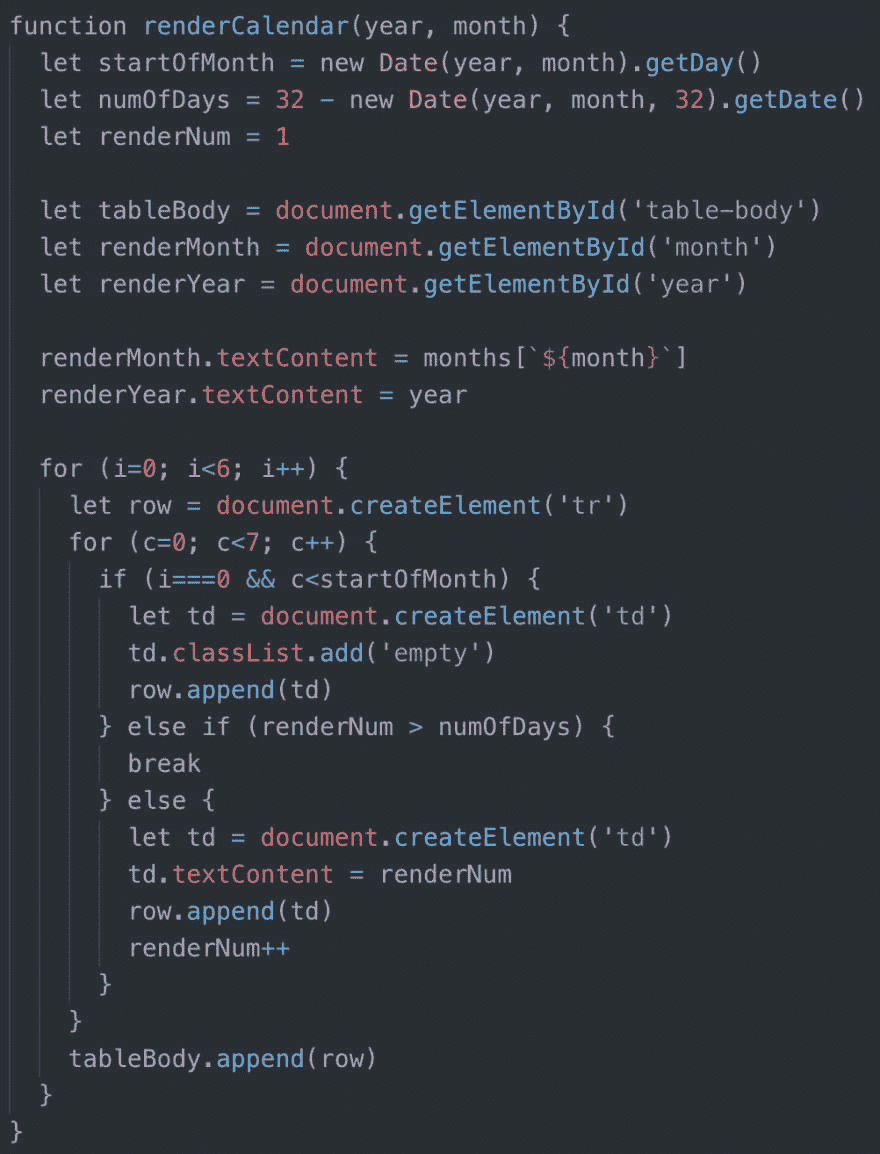 function renderCalendar(year, month) {
  let startOfMonth = new Date(year, month).getDay()
  let numOfDays = 32 - new Date(year, month, 32).getDate()
  let renderNum = 1

  let tableBody = document.getElementById('table-body')
  let renderMonth = document.getElementById('month')
  let renderYear = document.getElementById('year')

  renderMonth.textContent = months[`${month}`]
  renderYear.textContent = year

  for (i=0; i<6; i++) {
    let row = document.createElement('tr')
    for (c=0; c<7; c++) {
      if (i===0 && c<startOfMonth) {
        let td = document.createElement('td')
        td.classList.add('empty')
        row.append(td)
      } else if (renderNum > numOfDays) {
        break
      } else {
        let td = document.createElement('td')
        td.textContent = renderNum
        row.append(td)
        renderNum++
      }
    }
    tableBody.append(row)
  }
}